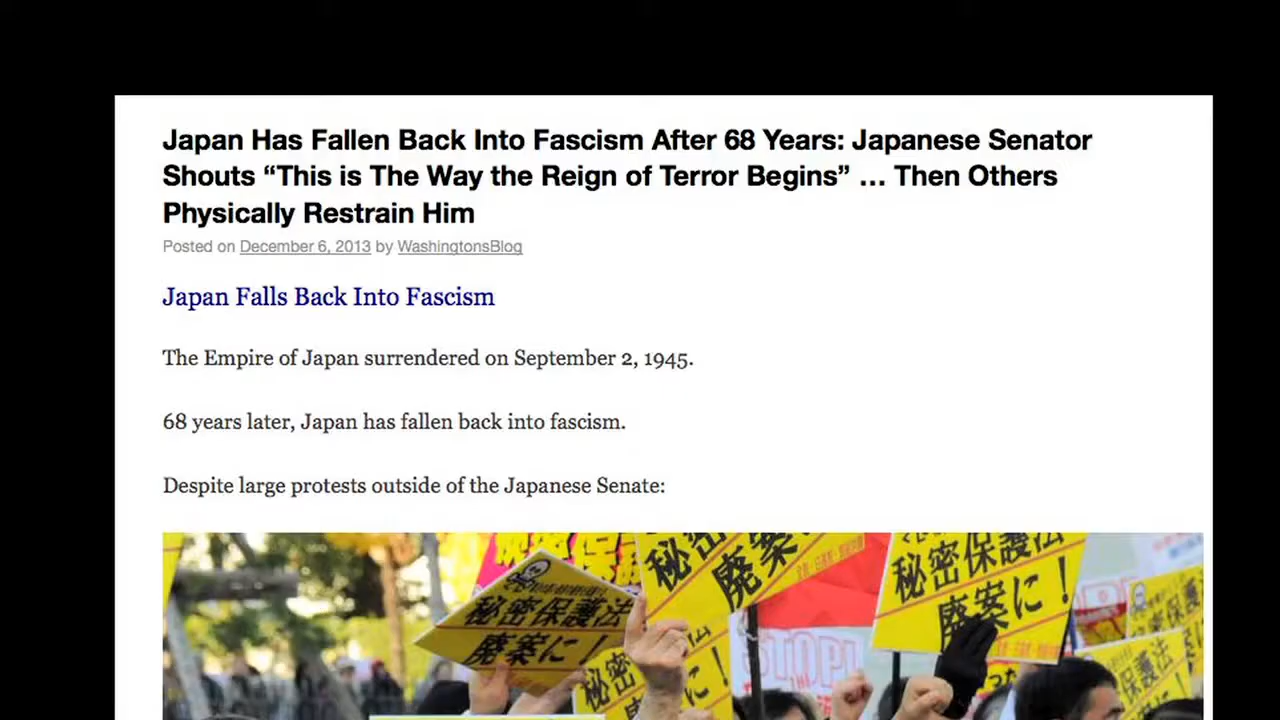 Japan Has Fallen Back Into Fascism After 68 Years: Japanese Senator
Shouts “This is The Way the Reign of Terror Begins” … Then Others
Physically Restrain Him
Posted on December 6, 2013 by WashingtonsBlog
Japan Falls Back Into Fascism
The Empire of Japan surrendered on September 2, 1945.
68 years later, Japan has fallen back into fascism.
Despite large protests outside of the Japanese Senate:
秘密保護法
廃案に!
秘密
廃案
秘密保護法
廃案に!
STOP!